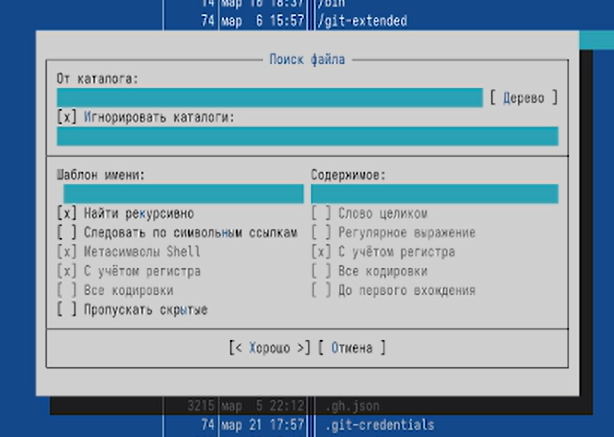 74 мар 10 18:37 /bin
74 мар 6 15:57 /git-extended
Поиск файла
От каталога:
[ Дерево ]
[x] Игнорировать каталоги:
Шаблон имени: Содержимое:
[x] Найти рекурсивно [ ] Слово целиком
[ ] Следовать по символьным ссылкам [ ] Регулярное выражение
[x] Метасимволы Shell [x] С учётом регистра
[x] С учётом регистра [ ] Все кодировки
[ ] Все кодировки [ ] До первого вхождения
[ ] Пропускать скрытые
[< Хорошо >] [ Отмена ]
3215 мар 5 22:12 .gh.json
74 мар 21 17:57 .git-credentials